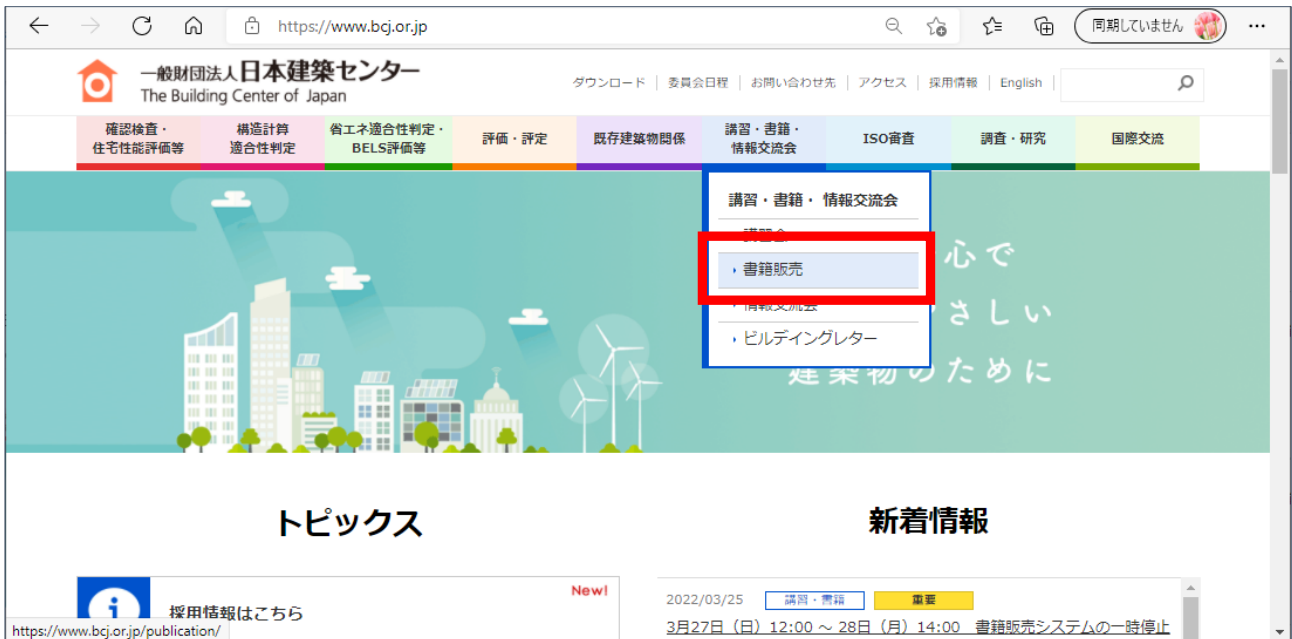 https://www.bcj.or.jp
同期していません
一般財団法人日本建築センター
The Building Center of Japan
ダウンロード | 委員会日程 | お問い合わせ先 | アクセス | 採用情報 | English |
確認検査・
住宅性能評価等
構造計算
適合性判定
省エネ適合性判定・
BELS評価等
評価・評定
既存建築物関係
講習・書籍・
情報交流会
ISO審査
調査・研究
国際交流
講習・書籍・ 情報交流会
講習会
書籍販売
情報交流会
ビルデイングレター
心で
さしい
建築物のために
トピックス
新着情報
New!
採用情報はこちら
2022/03/25 講習・書籍 重要
3月27日（日）12:00 ～ 28日（月）14:00 書籍販売システムの一時停止
https://www.bcj.or.jp/publication/